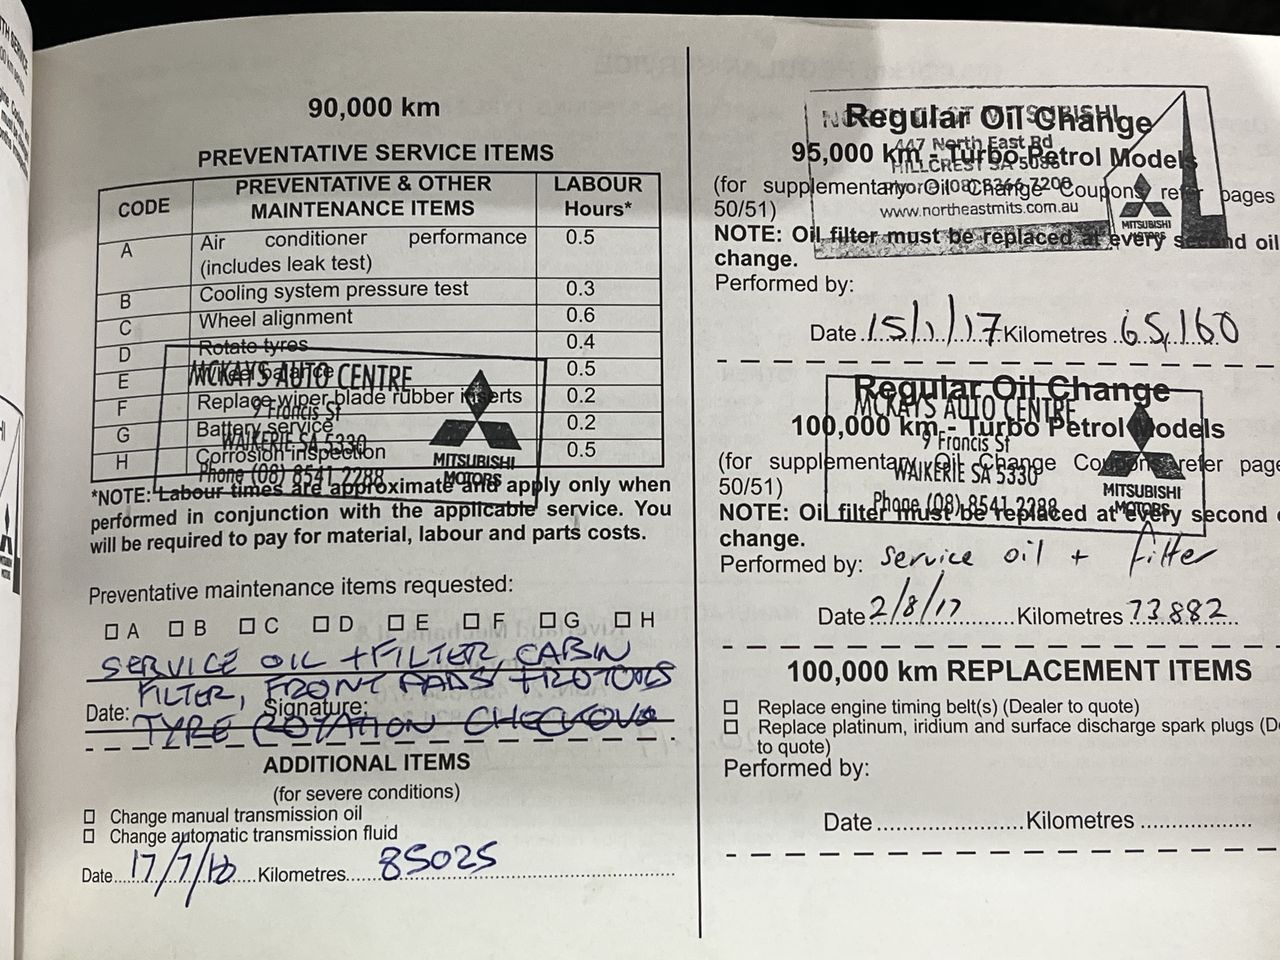 90,000 km
PREVENTATIVE SERVICE ITEMS
CODE PREVENTATIVE & OTHER MAINTENANCE ITEMS LABOUR Hours*
A Air conditioner performance (includes leak test) 0.5
B Cooling system pressure test 0.3
C Wheel alignment 0.6
D Rotate tyres 0.4
E Wheel balance 0.5
F Replace wiper blade rubber inserts 0.2
G Battery service 0.2
H Corrosion inspection 0.5
MCKAYS AUTO CENTRE
9 Francis St
WAIKERIE SA 5330
Phone (08) 8541 2288
MITSUBISHI
MOTORS
*NOTE: Labour times are approximate and apply only when
performed in conjunction with the applicable service. You
will be required to pay for material, labour and parts costs.
Preventative maintenance items requested:
A B C D E F G H
SERVICE OIL + FILTER, CABIN
FILTER, FRONT PADS + ROTORS
Date: Signature:
TYRE ROTATION
ADDITIONAL ITEMS
(for severe conditions)
Change manual transmission oil
Change automatic transmission fluid
Date....17/7/18....Kilometres......85025
Regular Oil Change
95,000 km - Turbo Petrol Models
(for supplementary Oil Change Coupons refer pages
50/51)
NOTE: Oil filter must be replaced at every second oil
change.
NORTH EAST MITSUBISHI
447 North East Rd
HILLCREST SA 5086
www.northeastmits.com.au
MITSUBISHI
MOTORS
Performed by:
Date..15/1/17.Kilometres..65,160
Regular Oil Change
100,000 km - Turbo Petrol Models
(for supplementary Oil Change Coupons refer page
50/51)
NOTE: Oil filter must be replaced at every second
change.
MCKAYS AUTO CENTRE
9 Francis St
WAIKERIE SA 5330
Phone (08) 8541 2288
MITSUBISHI
MOTORS
Performed by: service oil + filter
Date 2/8/17 Kilometres 73.882
100,000 km REPLACEMENT ITEMS
Replace engine timing belt(s) (Dealer to quote)
Replace platinum, iridium and surface discharge spark plugs
to quote)
Performed by:
Date..........................Kilometres....................